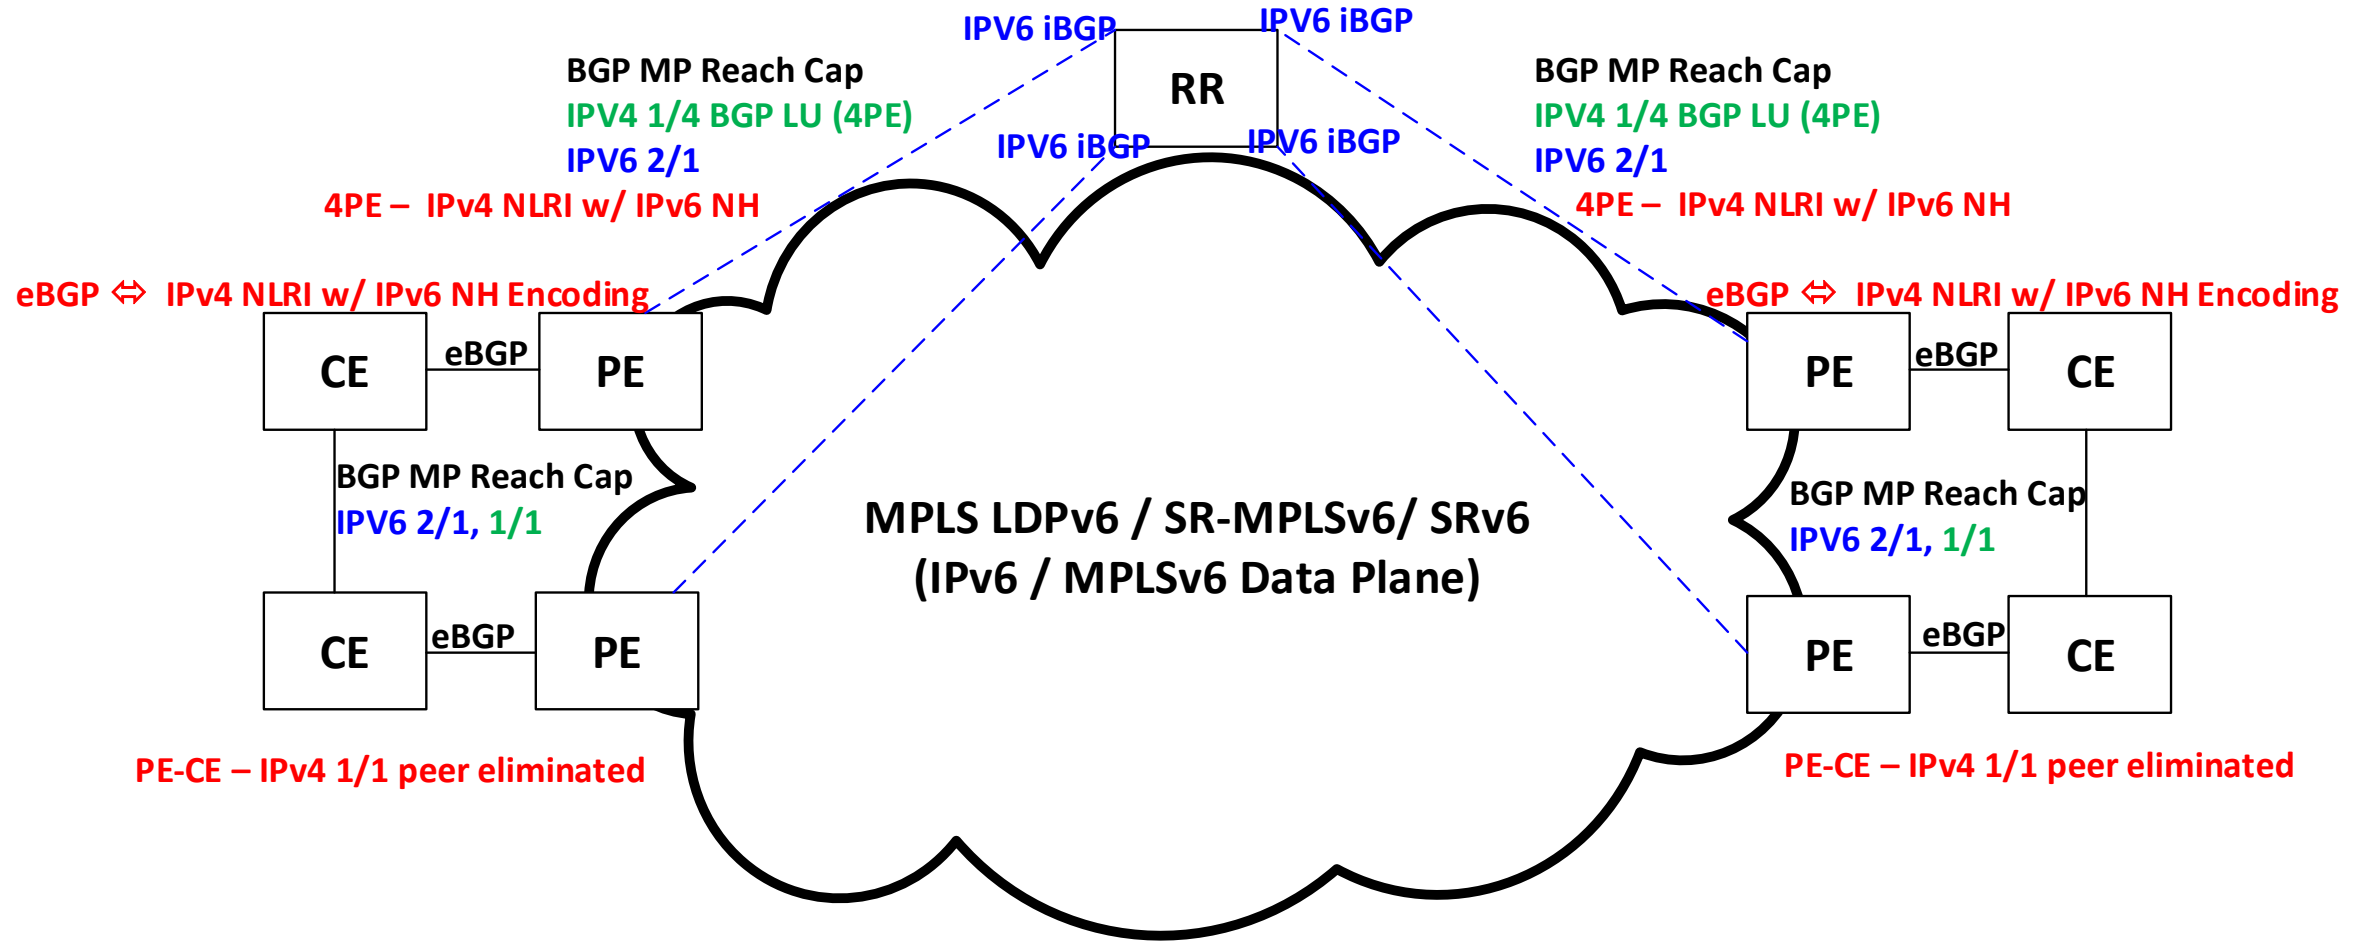 IPV6 iBGP
IPV6 iBGP
RR
IPV6 iBGP
IPV6 iBGP
BGP MP Reach Cap
IPV4 1/4 BGP LU (4PE)
IPV6 2/1
4PE – IPv4 NLRI w/ IPv6 NH
BGP MP Reach Cap
IPV4 1/4 BGP LU (4PE)
IPV6 2/1
4PE – IPv4 NLRI w/ IPv6 NH
eBGP ⬄ IPv4 NLRI w/ IPv6 NH Encoding
eBGP ⬄ IPv4 NLRI w/ IPv6 NH Encoding
CE
eBGP
PE
PE
eBGP
CE
BGP MP Reach Cap
IPV6 2/1, 1/1
MPLS LDPv6 / SR-MPLSv6/ SRv6
(IPv6 / MPLSv6 Data Plane)
BGP MP Reach Cap
IPV6 2/1, 1/1
CE
eBGP
PE
PE
eBGP
CE
PE-CE – IPv4 1/1 peer eliminated
PE-CE – IPv4 1/1 peer eliminated